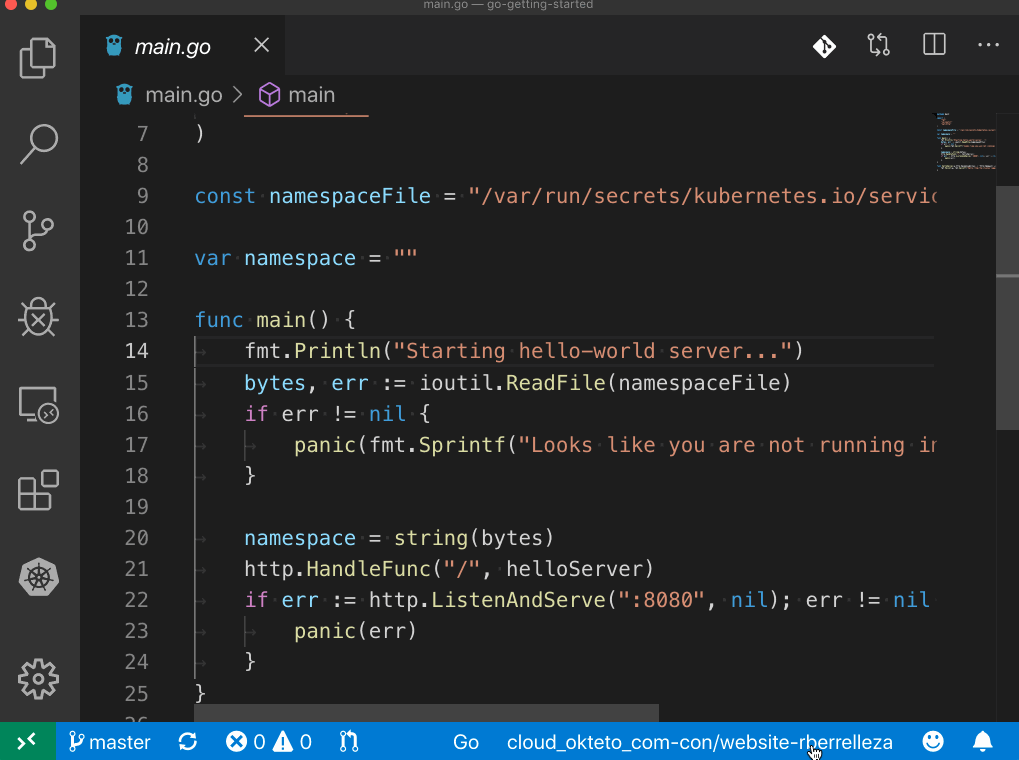 main.go — go-getting-started
main.go
main.go > main
7 )
8
9 const namespaceFile = "/var/run/secrets/kubernetes.io/servic
10
11 var namespace = ""
12
13 func main() {
14 fmt.Println("Starting hello-world server...")
15 bytes, err := ioutil.ReadFile(namespaceFile)
16 if err != nil {
17 panic(fmt.Sprintf("Looks like you are not running in
18 }
19
20 namespace = string(bytes)
21 http.HandleFunc("/", helloServer)
22 if err := http.ListenAndServe(":8080", nil); err != nil
23 panic(err)
24 }
25 }
master 0 0 Go cloud_okteto_com-con/website-rberrelleza